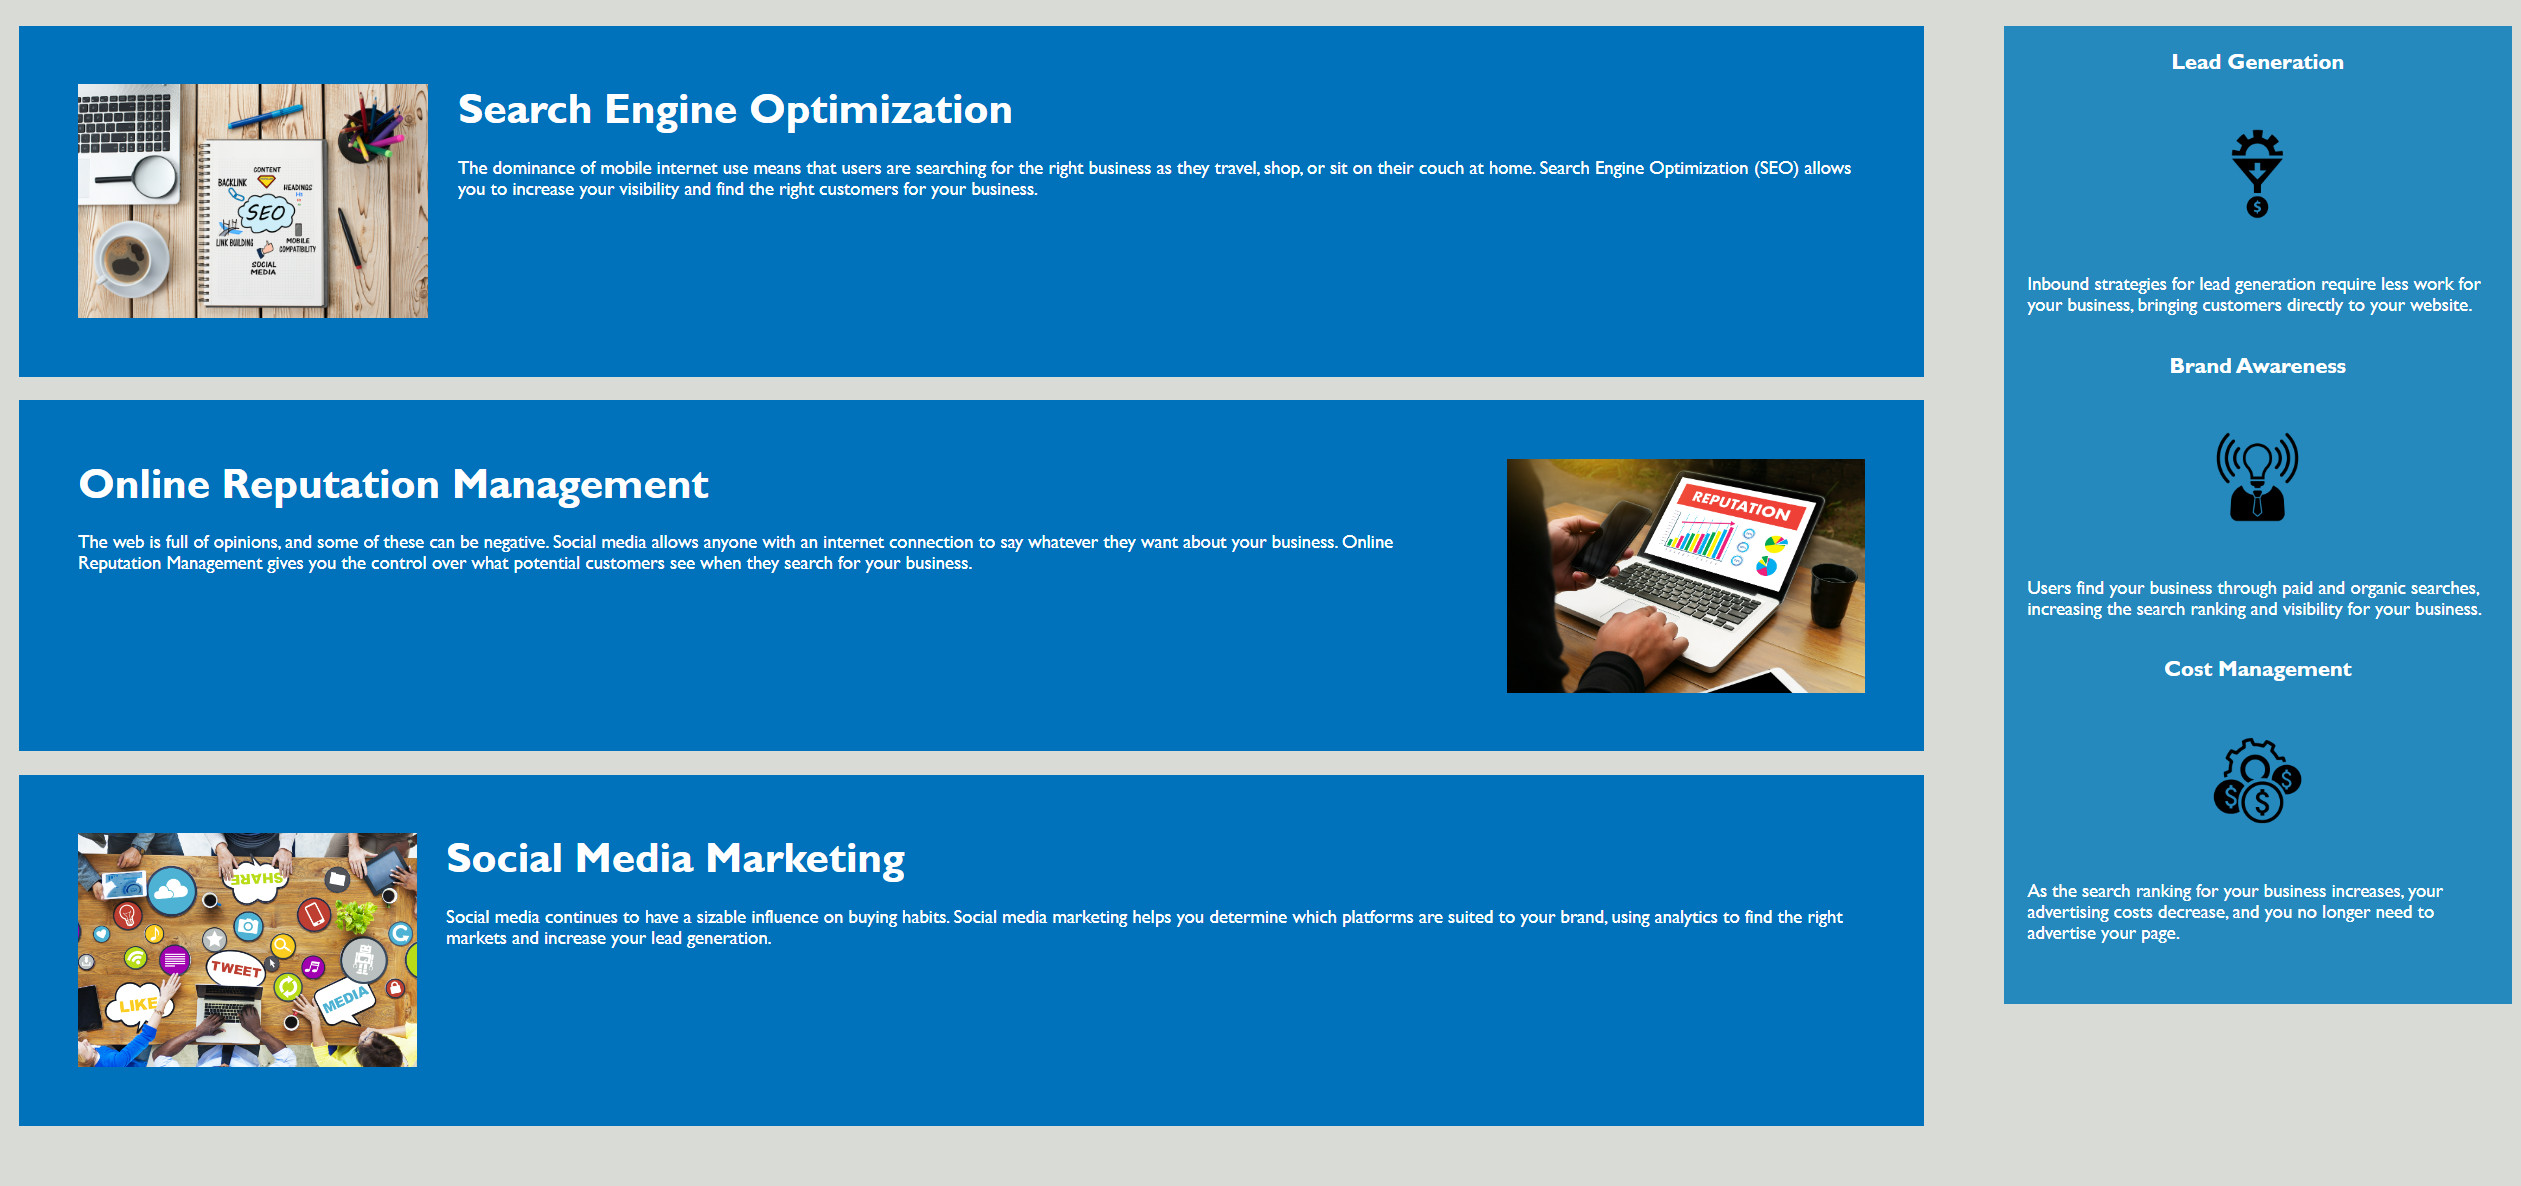 CONTENT
BACKLINK
HEADINGS
SEO
LINK BUILDING
MOBILE
COMPATIBILITY
SOCIAL
MEDIA
Search Engine Optimization
The dominance of mobile internet use means that users are searching for the right business as they travel, shop, or sit on their couch at home. Search Engine Optimization (SEO) allows
you to increase your visibility and find the right customers for your business.
Online Reputation Management
The web is full of opinions, and some of these can be negative. Social media allows anyone with an internet connection to say whatever they want about your business. Online
Reputation Management gives you the control over what potential customers see when they search for your business.
REPUTATION
SHARE
TWEET
LIKE
MEDIA
Social Media Marketing
Social media continues to have a sizable influence on buying habits. Social media marketing helps you determine which platforms are suited to your brand, using analytics to find the right
markets and increase your lead generation.
Lead Generation
$
Inbound strategies for lead generation require less work for
your business, bringing customers directly to your website.
Brand Awareness
Users find your business through paid and organic searches,
increasing the search ranking and visibility for your business.
Cost Management
$ $ $
As the search ranking for your business increases, your
advertising costs decrease, and you no longer need to
advertise your page.